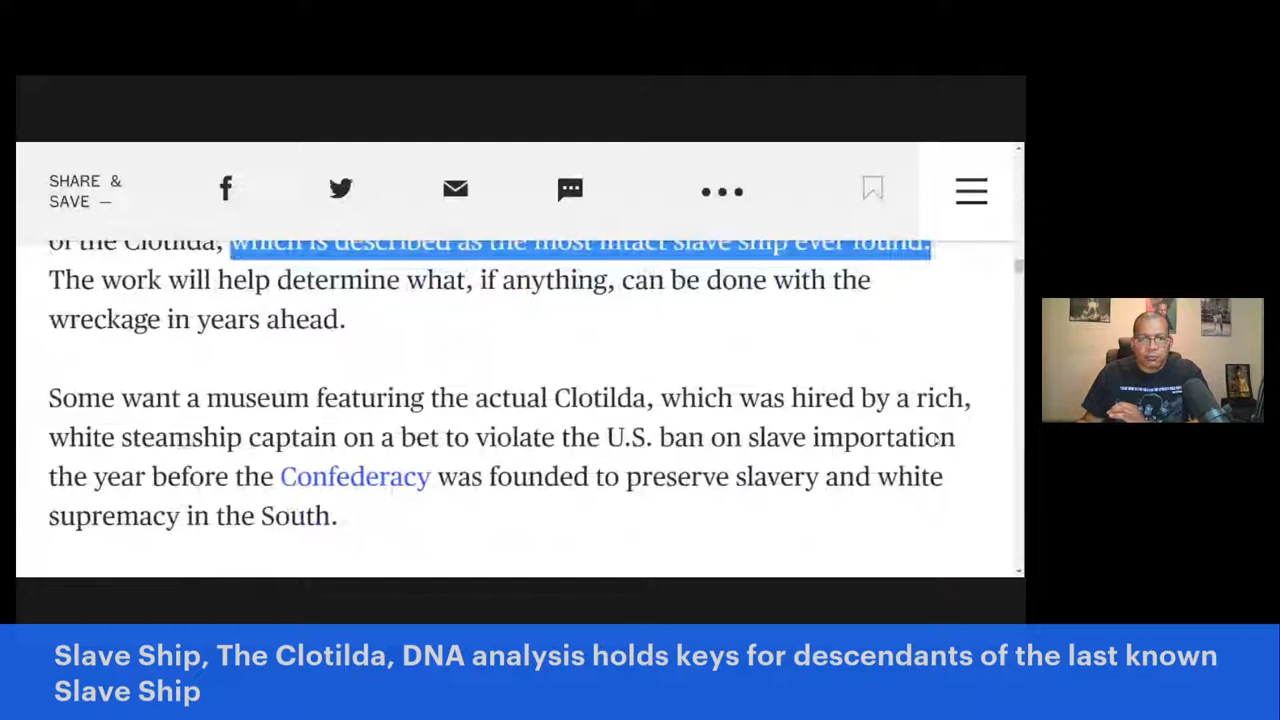 SHARE &
SAVE —
of the Clotilda, which is described as the most intact slave ship ever found.
The work will help determine what, if anything, can be done with the
wreckage in years ahead.
Some want a museum featuring the actual Clotilda, which was hired by a rich,
white steamship captain on a bet to violate the U.S. ban on slave importation
the year before the Confederacy was founded to preserve slavery and white
supremacy in the South.
Slave Ship, The Clotilda, DNA analysis holds keys for descendants of the last known
Slave Ship